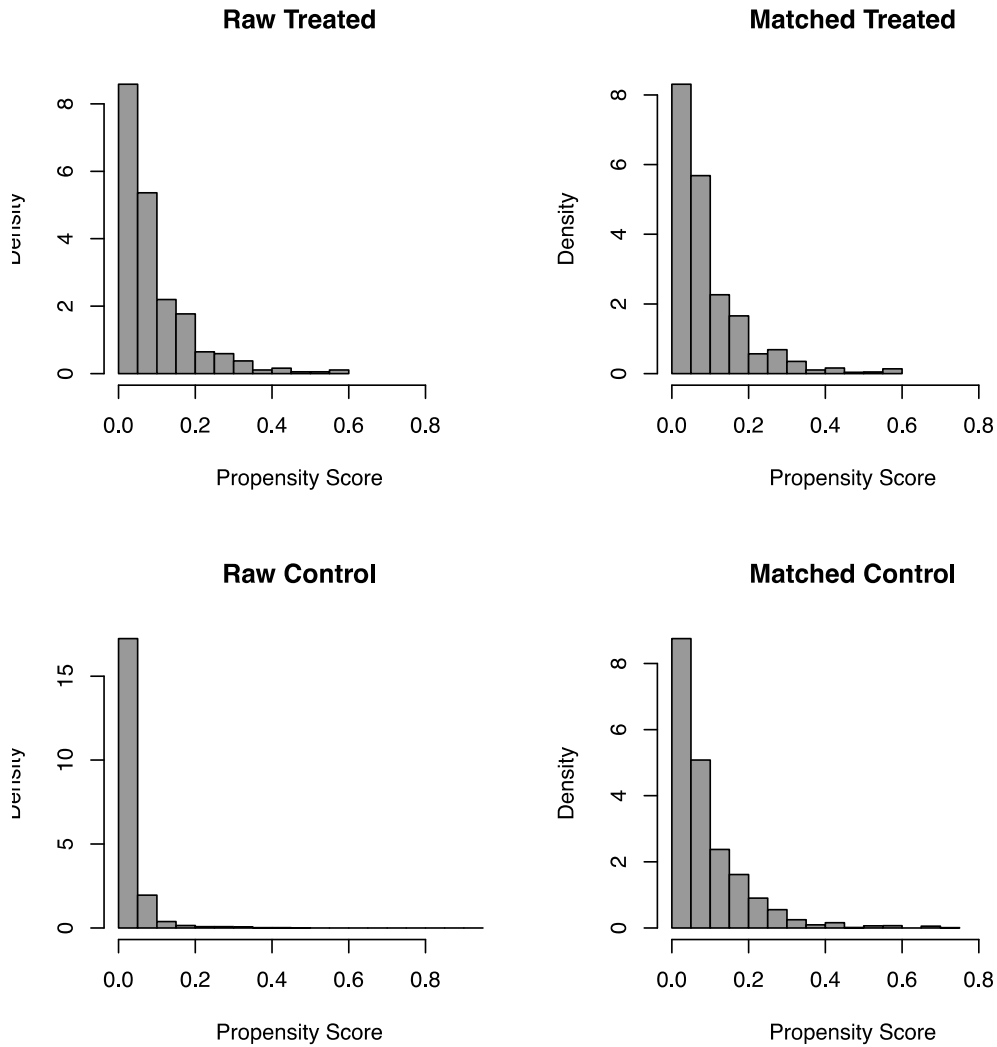 Raw Treated
Density
0 2 4 6 8
0.0 0.2 0.4 0.6 0.8
Propensity Score
Matched Treated
Density
0 2 4 6 8
0.0 0.2 0.4 0.6 0.8
Propensity Score
Raw Control
Density
0 5 10 15
0.0 0.2 0.4 0.6 0.8
Propensity Score
Matched Control
Density
0 2 4 6 8
0.0 0.2 0.4 0.6 0.8
Propensity Score